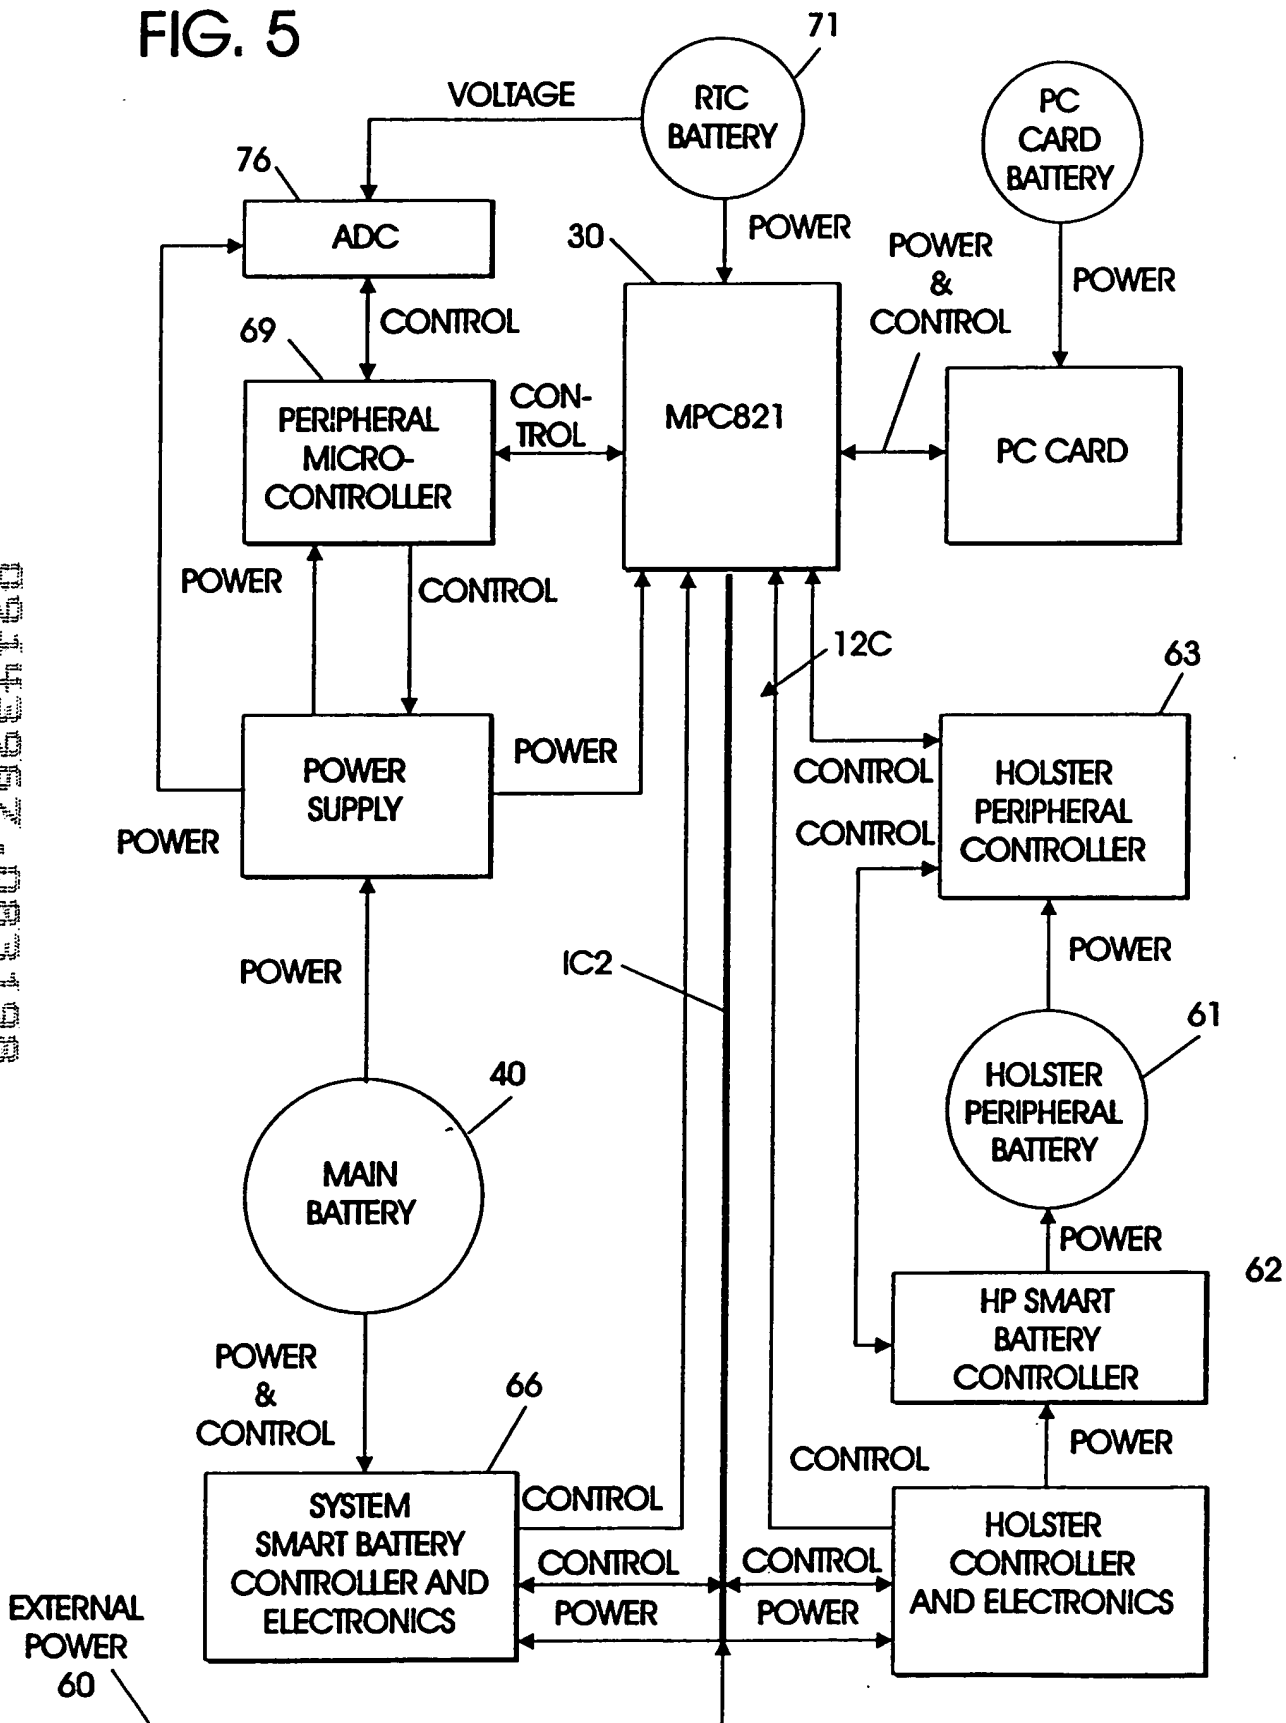 FIG. 5
71
VOLTAGE
RTC
BATTERY
PC
CARD
BATTERY
76
ADC
30
POWER
POWER
&
CONTROL
POWER
CONTROL
69
PERIPHERAL
MICRO-
CONTROLLER
CON-
TROL
MPC821
PC CARD
POWER
CONTROL
12C
63
POWER
SUPPLY
POWER
CONTROL
HOLSTER
PERIPHERAL
CONTROLLER
POWER
CONTROL
POWER
IC2
POWER
61
40
HOLSTER
PERIPHERAL
BATTERY
MAIN
BATTERY
POWER
62
HP SMART
BATTERY
CONTROLLER
POWER
&
CONTROL
66
POWER
CONTROL
SYSTEM
SMART BATTERY
CONTROLLER AND
ELECTRONICS
CONTROL
CONTROL
POWER
CONTROL
POWER
HOLSTER
CONTROLLER
AND ELECTRONICS
EXTERNAL
POWER
60